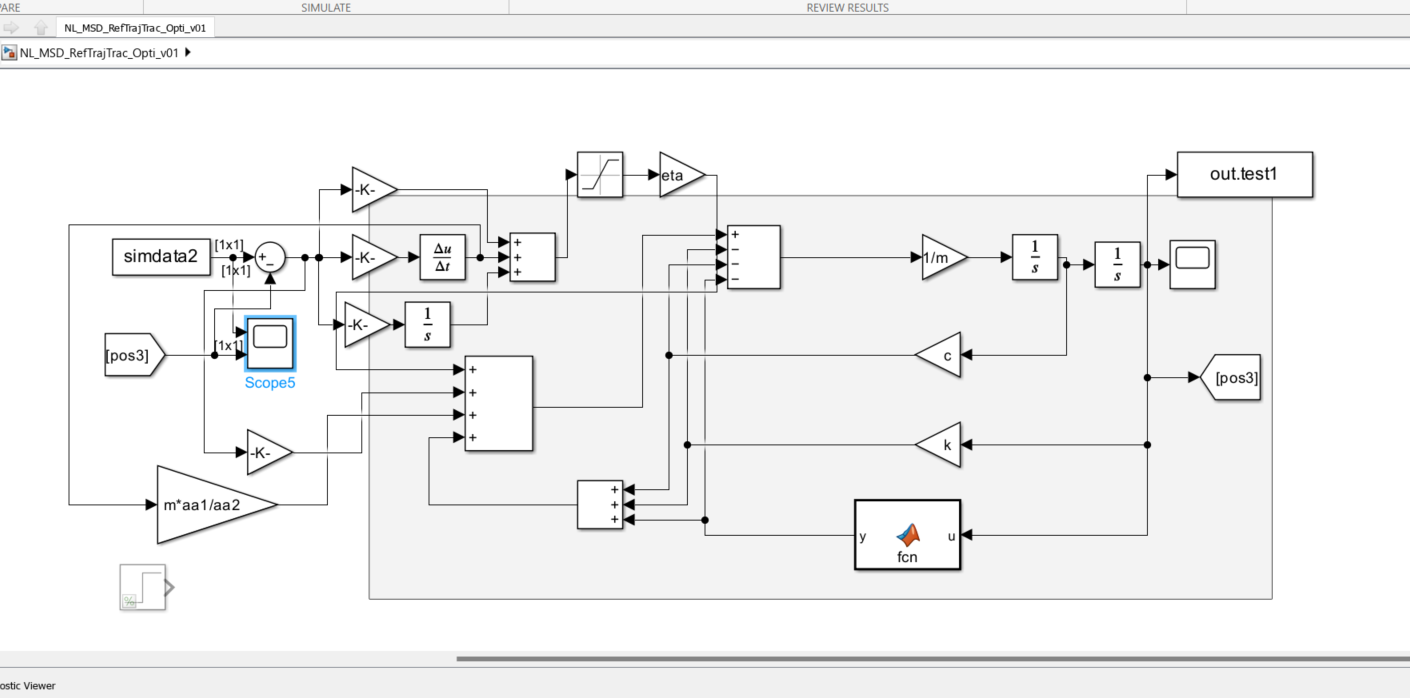 PARE
SIMULATE
REVIEW RESULTS
NL_MSD_RefTrajTrac_Opti_v01
NL_MSD_RefTrajTrac_Opti_v01
-K-
eta
out.test1
simdata2
[1x1]
[1x1]
+
-
-K-
Δu
Δt
+
+
+
+
-
-
-
1/m
1
s
1
s
[pos3]
[1x1]
Scope5
-K-
1
s
+
+
+
+
c
[pos3]
-K-
k
m*aa1/aa2
+
+
+
y
u
fcn
%
ostic Viewer